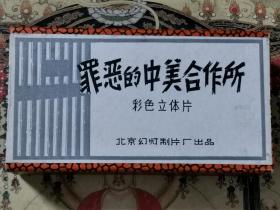 罪恶的中美合作所
彩色立体片
北京幻灯制片厂出品